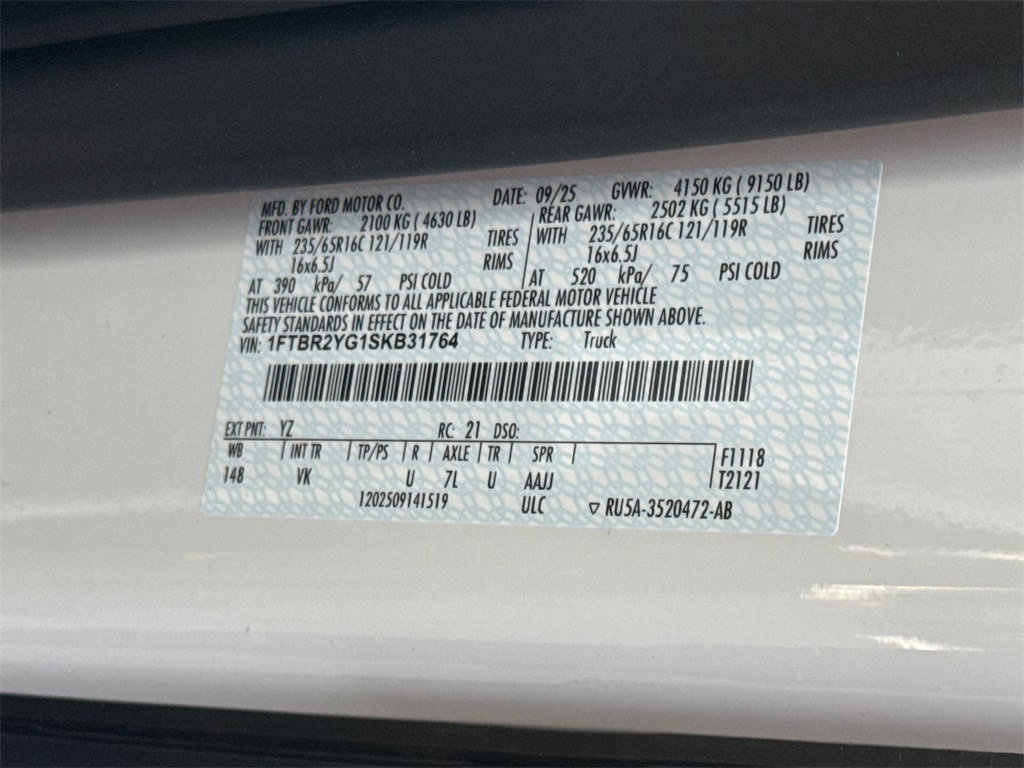 MFD. BY FORD MOTOR CO. DATE: 09/25 GVWR: 4150 KG ( 9150 LB)
FRONT GAWR: 2100 KG ( 4630 LB) REAR GAWR: 2502 KG ( 5515 LB)
WITH 235/65R16C 121/119R TIRES WITH 235/65R16C 121/119R TIRES
16x6.5J RIMS 16x6.5J RIMS
AT 390 kPa/ 57 PSI COLD AT 520 kPa/ 75 PSI COLD
THIS VEHICLE CONFORMS TO ALL APPLICABLE FEDERAL MOTOR VEHICLE
SAFETY STANDARDS IN EFFECT ON THE DATE OF MANUFACTURE SHOWN ABOVE.
VIN: 1FTBR2YG1SKB31764 TYPE: Truck
EXT PNT: YZ RC: 21 DSO:
WB INT TR TP/PS R AXLE TR SPR F1118
148 VK U 7L U AAJJ T2121
1202509141519 ULC ▽ RU5A-3520472-AB